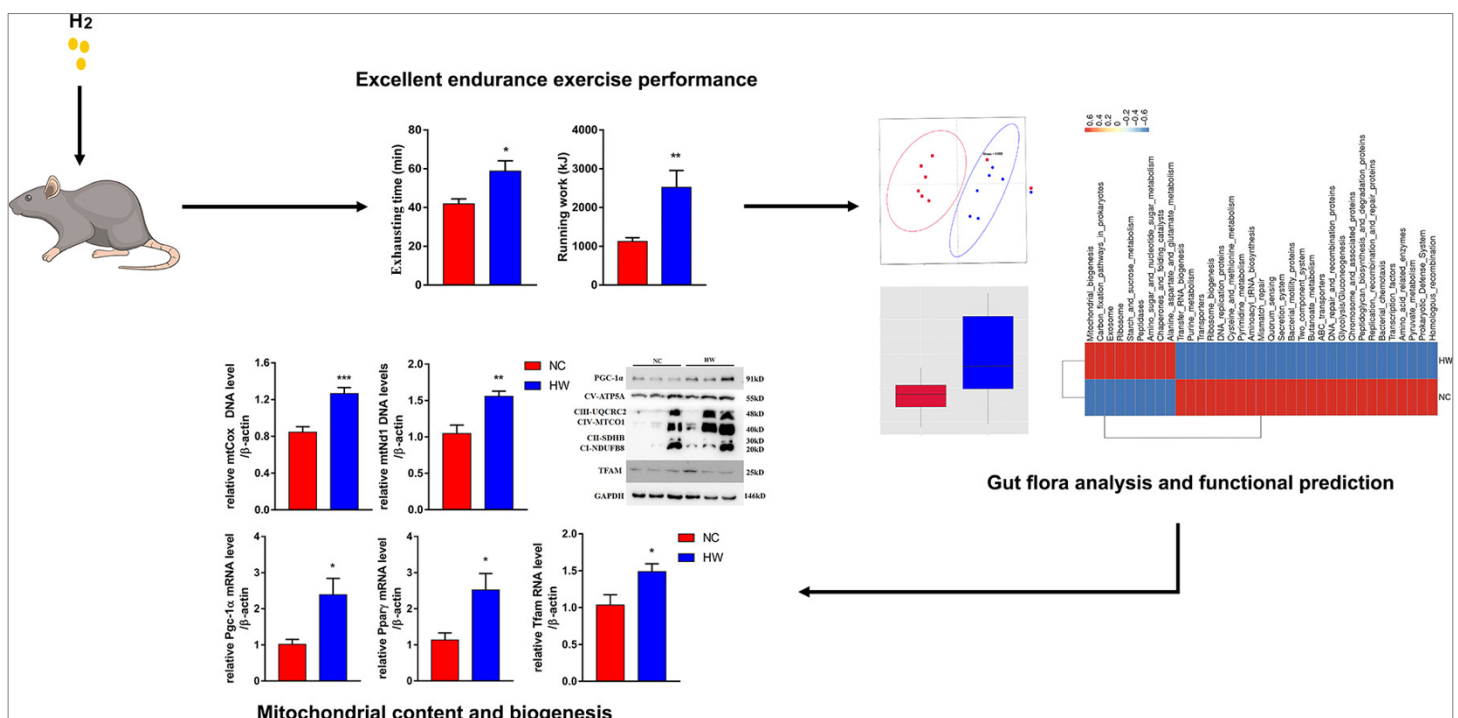 H2
Excellent endurance exercise performance
Exhausting time (min)
80
60
40
20
0
*
Running work (kJ)
4000
3000
2000
1000
0
**
0.6
0.4
0.2
0
−0.2
−0.4
−0.6
Mitochondrial_biogenesis
Carbon_fixation_pathways_in_prokaryotes
Exosome
Ribosome
Starch_and_sucrose_metabolism
Peptidases
Amino_sugar_and_nucleotide_sugar_metabolism
Chaperones_and_folding_catalysts
Alanine_aspartate_and_glutamate_metabolism
Transfer_RNA_biogenesis
Purine_metabolism
Transporters
Ribosome_biogenesis
DNA_replication_proteins
Cysteine_and_methionine_metabolism
Pyrimidine_metabolism
Aminoacyl_tRNA_biosynthesis
Mismatch_repair
Quorum_sensing
Secretion_system
Bacterial_motility_proteins
Two_component_system
Butanoate_metabolism
ABC_transporters
DNA_repair_and_recombination_proteins
Glycolysis/Gluconeogenesis
Chromosome_and_associated_proteins
Peptidoglycan_biosynthesis_and_degradation_proteins
Replication,_recombination_and_repair_proteins
Bacterial_chemotaxis
Transcription_factors
Amino_acid_related_enzymes
Pyruvate_metabolism
Prokaryotic_Defense_System
Homologous_recombination
HW
NC
Gut flora analysis and functional prediction
relative mtCox DNA level
/β-actin
2.0
1.6
1.2
0.8
0.4
0.0
***
relative mtNd1 DNA levels
/β-actin
1.8
1.2
0.6
0.0
**
NC
HW
NC
HW
PGC-1α
91kD
CV-ATP5A
55kD
CIII-UQCRC2
48kD
CIV-MTCO1
40kD
CII-SDHB
30kD
CI-NDUFB8
20kD
TFAM
25kD
GAPDH
146kD
relative Pgc-1α mRNA level
/β-actin
4
3
2
1
0
*
relative Pparγ mRNA level
/β-actin
4
3
2
1
0
*
relative Tfam RNA level
/β-actin
2.0
1.5
1.0
0.5
0.0
*
NC
HW
Mitochondrial content and biogenesis